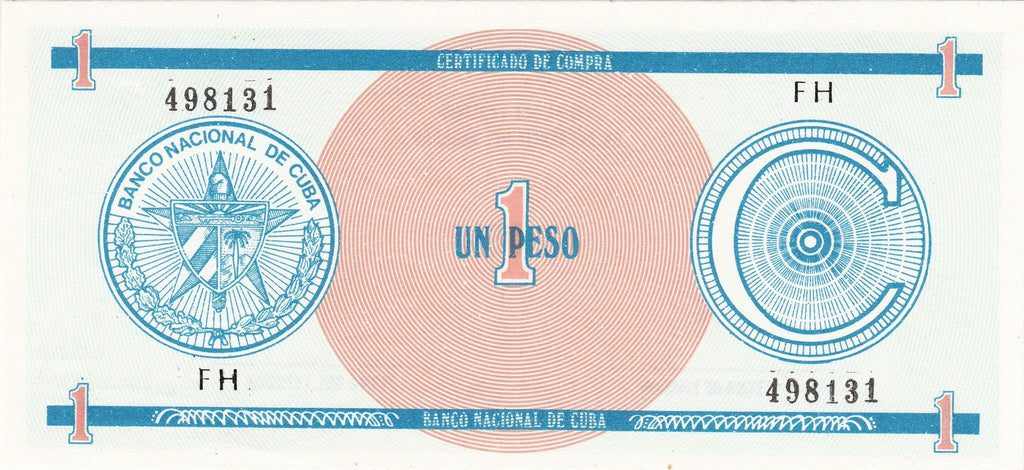 1 CERTIFICADO DE COMPRA 1
498131
FH
BANCO NACIONAL DE CUBA
C
1
UN PESO
FH
498131
1 BANCO NACIONAL DE CUBA 1